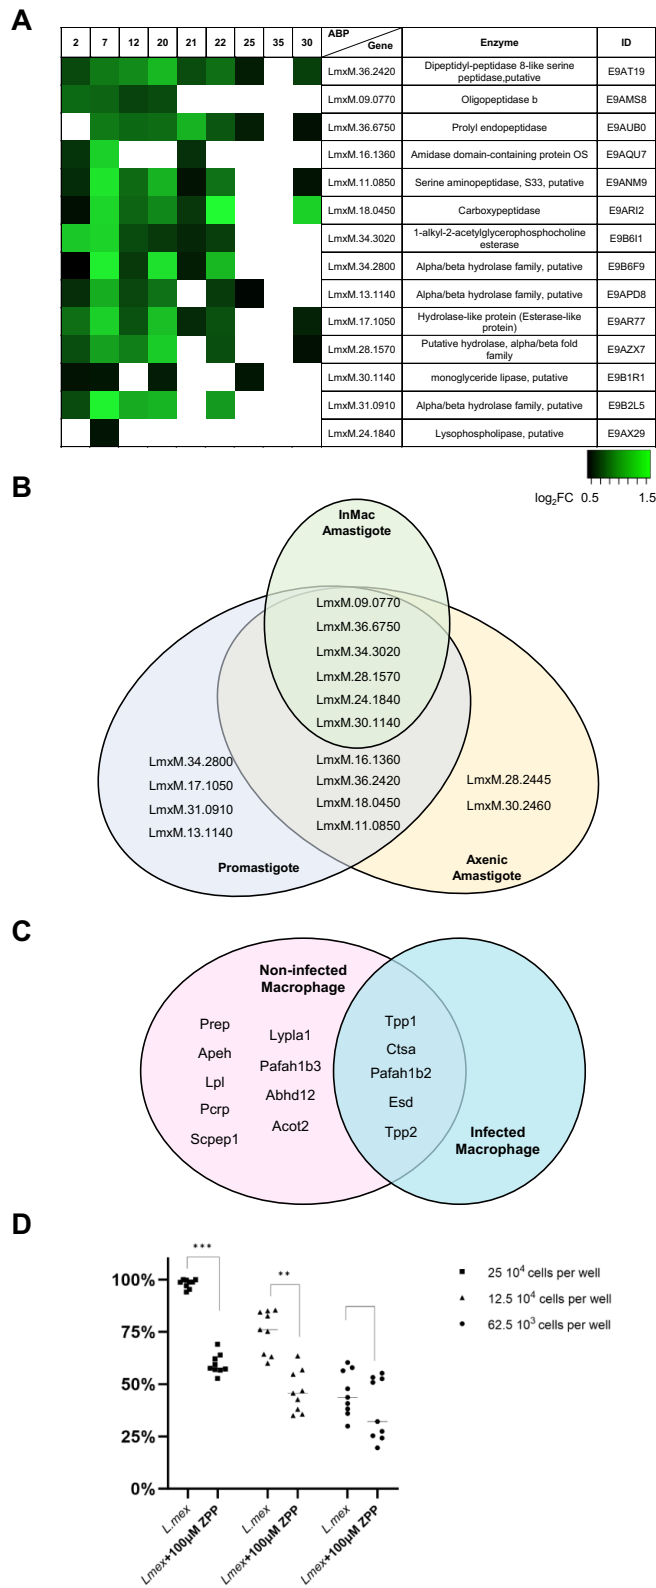 A
2 7 12 20 21 22 25 35 30 ABP Gene Enzyme ID
LmxM.36.2420 Dipeptidyl-peptidase 8-like serine E9AT19
peptidase,putative
LmxM.09.0770 Oligopeptidase b E9AMS8
LmxM.36.6750 Prolyl endopeptidase E9AUB0
LmxM.16.1360 Amidase domain-containing protein OS E9AQU7
LmxM.11.0850 Serine aminopeptidase, S33, putative E9ANM9
LmxM.18.0450 Carboxypeptidase E9ARI2
LmxM.34.3020 1-alkyl-2-acetylglycerophosphocholine E9B6I1
esterase
LmxM.34.2800 Alpha/beta hydrolase family, putative E9B6F9
LmxM.13.1140 Alpha/beta hydrolase family, putative E9APD8
LmxM.17.1050 Hydrolase-like protein (Esterase-like E9AR77
protein)
LmxM.28.1570 Putative hydrolase, alpha/beta fold E9AZX7
family
LmxM.30.1140 monoglyceride lipase, putative E9B1R1
LmxM.31.0910 Alpha/beta hydrolase family, putative E9B2L5
LmxM.24.1840 Lysophospholipase, putative E9AX29
log2FC 0.5 1.5
B
InMac
Amastigote
LmxM.09.0770
LmxM.36.6750
LmxM.34.3020
LmxM.28.1570
LmxM.24.1840
LmxM.30.1140
LmxM.34.2800
LmxM.17.1050
LmxM.31.0910
LmxM.13.1140
LmxM.16.1360
LmxM.36.2420
LmxM.18.0450
LmxM.11.0850
LmxM.28.2445
LmxM.30.2460
Promastigote
Axenic
Amastigote
C
Non-infected
Macrophage
Prep
Apeh
Lpl
Pcrp
Scpep1
Lypla1
Pafah1b3
Abhd12
Acot2
Tpp1
Ctsa
Pafah1b2
Esd
Tpp2
Infected
Macrophage
D
***
**
100%
75%
50%
25%
0%
25 10^4 cells per well
12.5 10^4 cells per well
62.5 10^3 cells per well
L.mex
Lmex+100µM ZPP
L.mex
Lmex+100µM ZPP
L.mex
Lmex+100µM ZPP